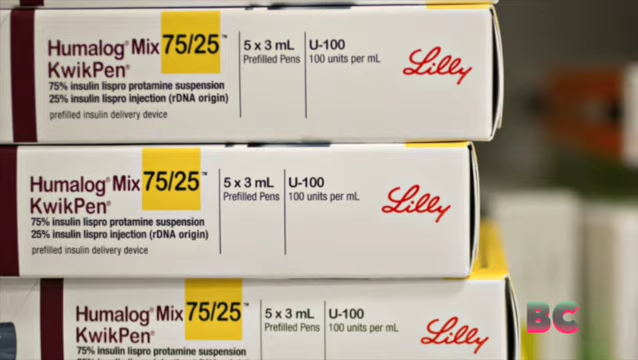 Humalog® Mix 75/25™
KwikPen®
75% insulin lispro protamine suspension
25% insulin lispro injection (rDNA origin)
prefilled insulin delivery device
5 x 3 mL
Prefilled Pens
U-100
100 units per mL
Lilly
Humalog® Mix 75/25™
KwikPen®
75% insulin lispro protamine suspension
25% insulin lispro injection (rDNA origin)
prefilled insulin delivery device
5 x 3 mL
Prefilled Pens
U-100
100 units per mL
Lilly
Humalog® Mix 75/25™
KwikPen®
75% insulin lispro protamine suspension
5 x 3 mL
Prefilled Pens
U-100
100 units per mL
Lilly
BC